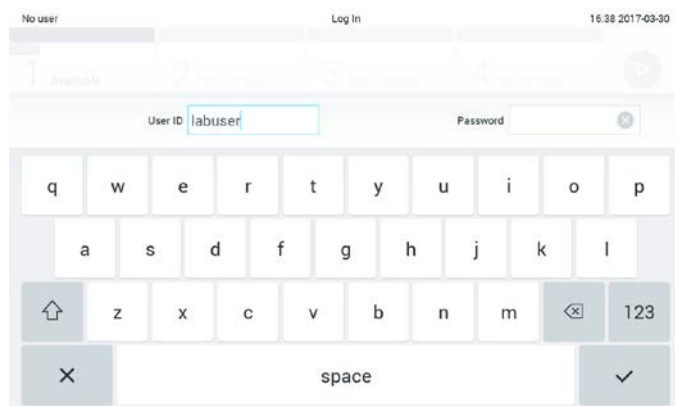 No user Log In 16:38 2017-03-30
1 Available 2 3 4
User ID labuser Password
q w e r t y u i o p
a s d f g h j k l
z x c v b n m 123
space